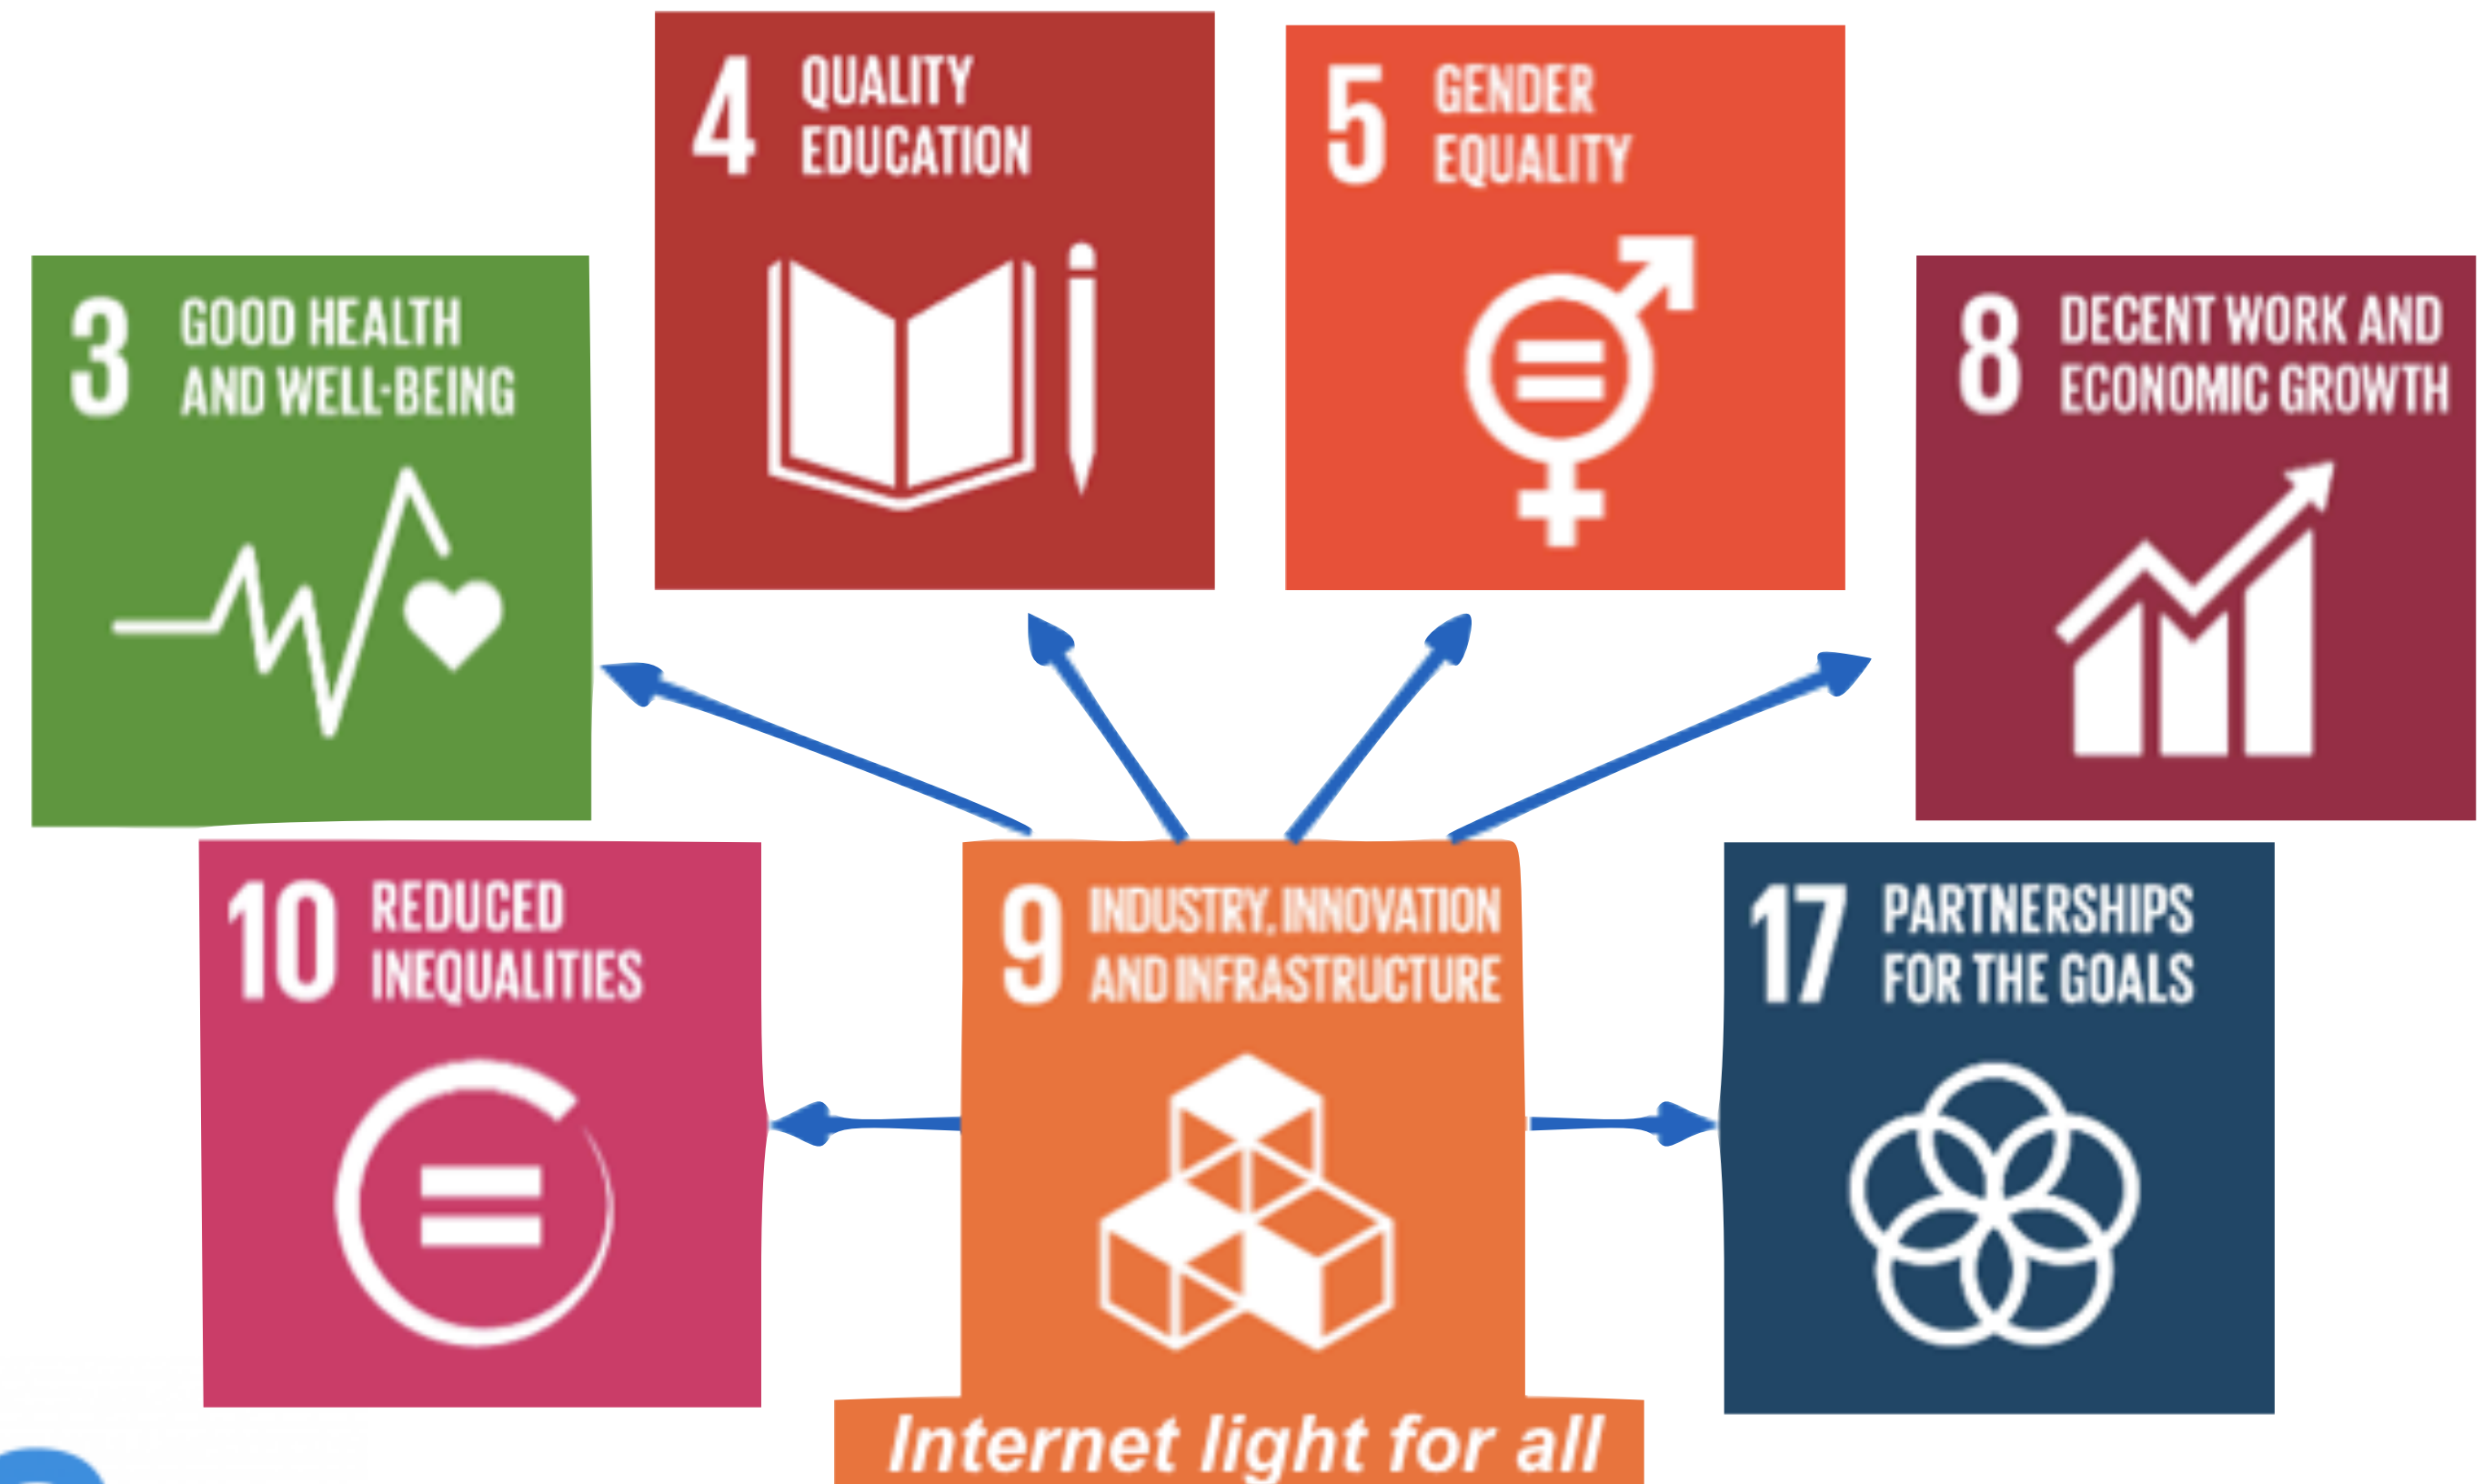 4 QUALITY
EDUCATION
5 GENDER
EQUALITY
3 GOOD HEALTH
AND WELL-BEING
8 DECENT WORK AND
ECONOMIC GROWTH
10 REDUCED
INEQUALITIES
9 INDUSTRY, INNOVATION
AND INFRASTRUCTURE
17 PARTNERSHIPS
FOR THE GOALS
Internet light for all